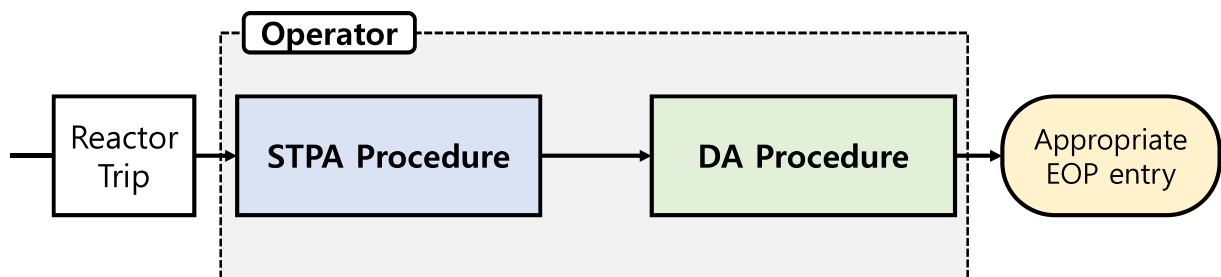 Operator
Reactor
Trip
STPA Procedure
DA Procedure
Appropriate
EOP entry